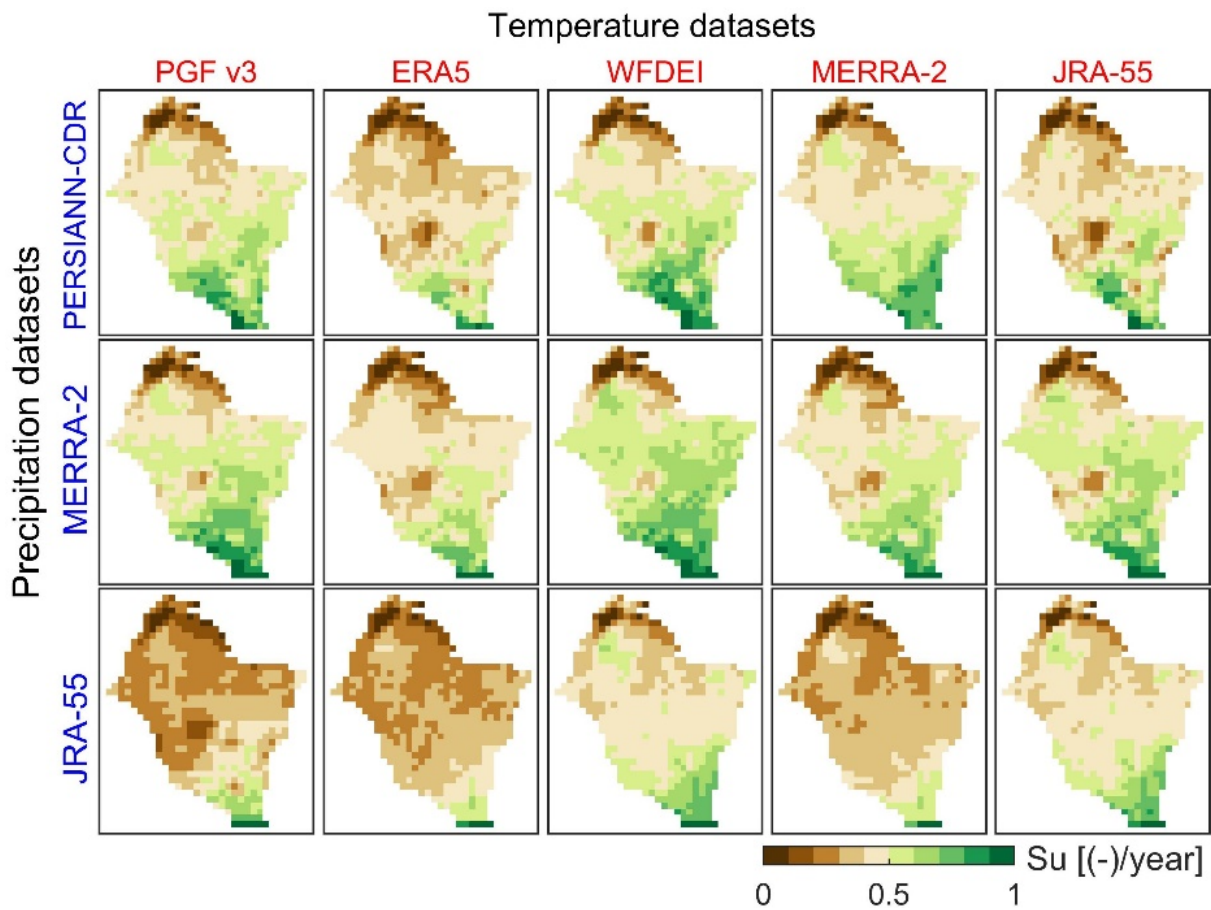 Temperature datasets
PGF v3 ERA5 WFDEI MERRA-2 JRA-55
Precipitation datasets
PERSIANN-CDR
MERRA-2
JRA-55
Su [(-)/year]
0 0.5 1